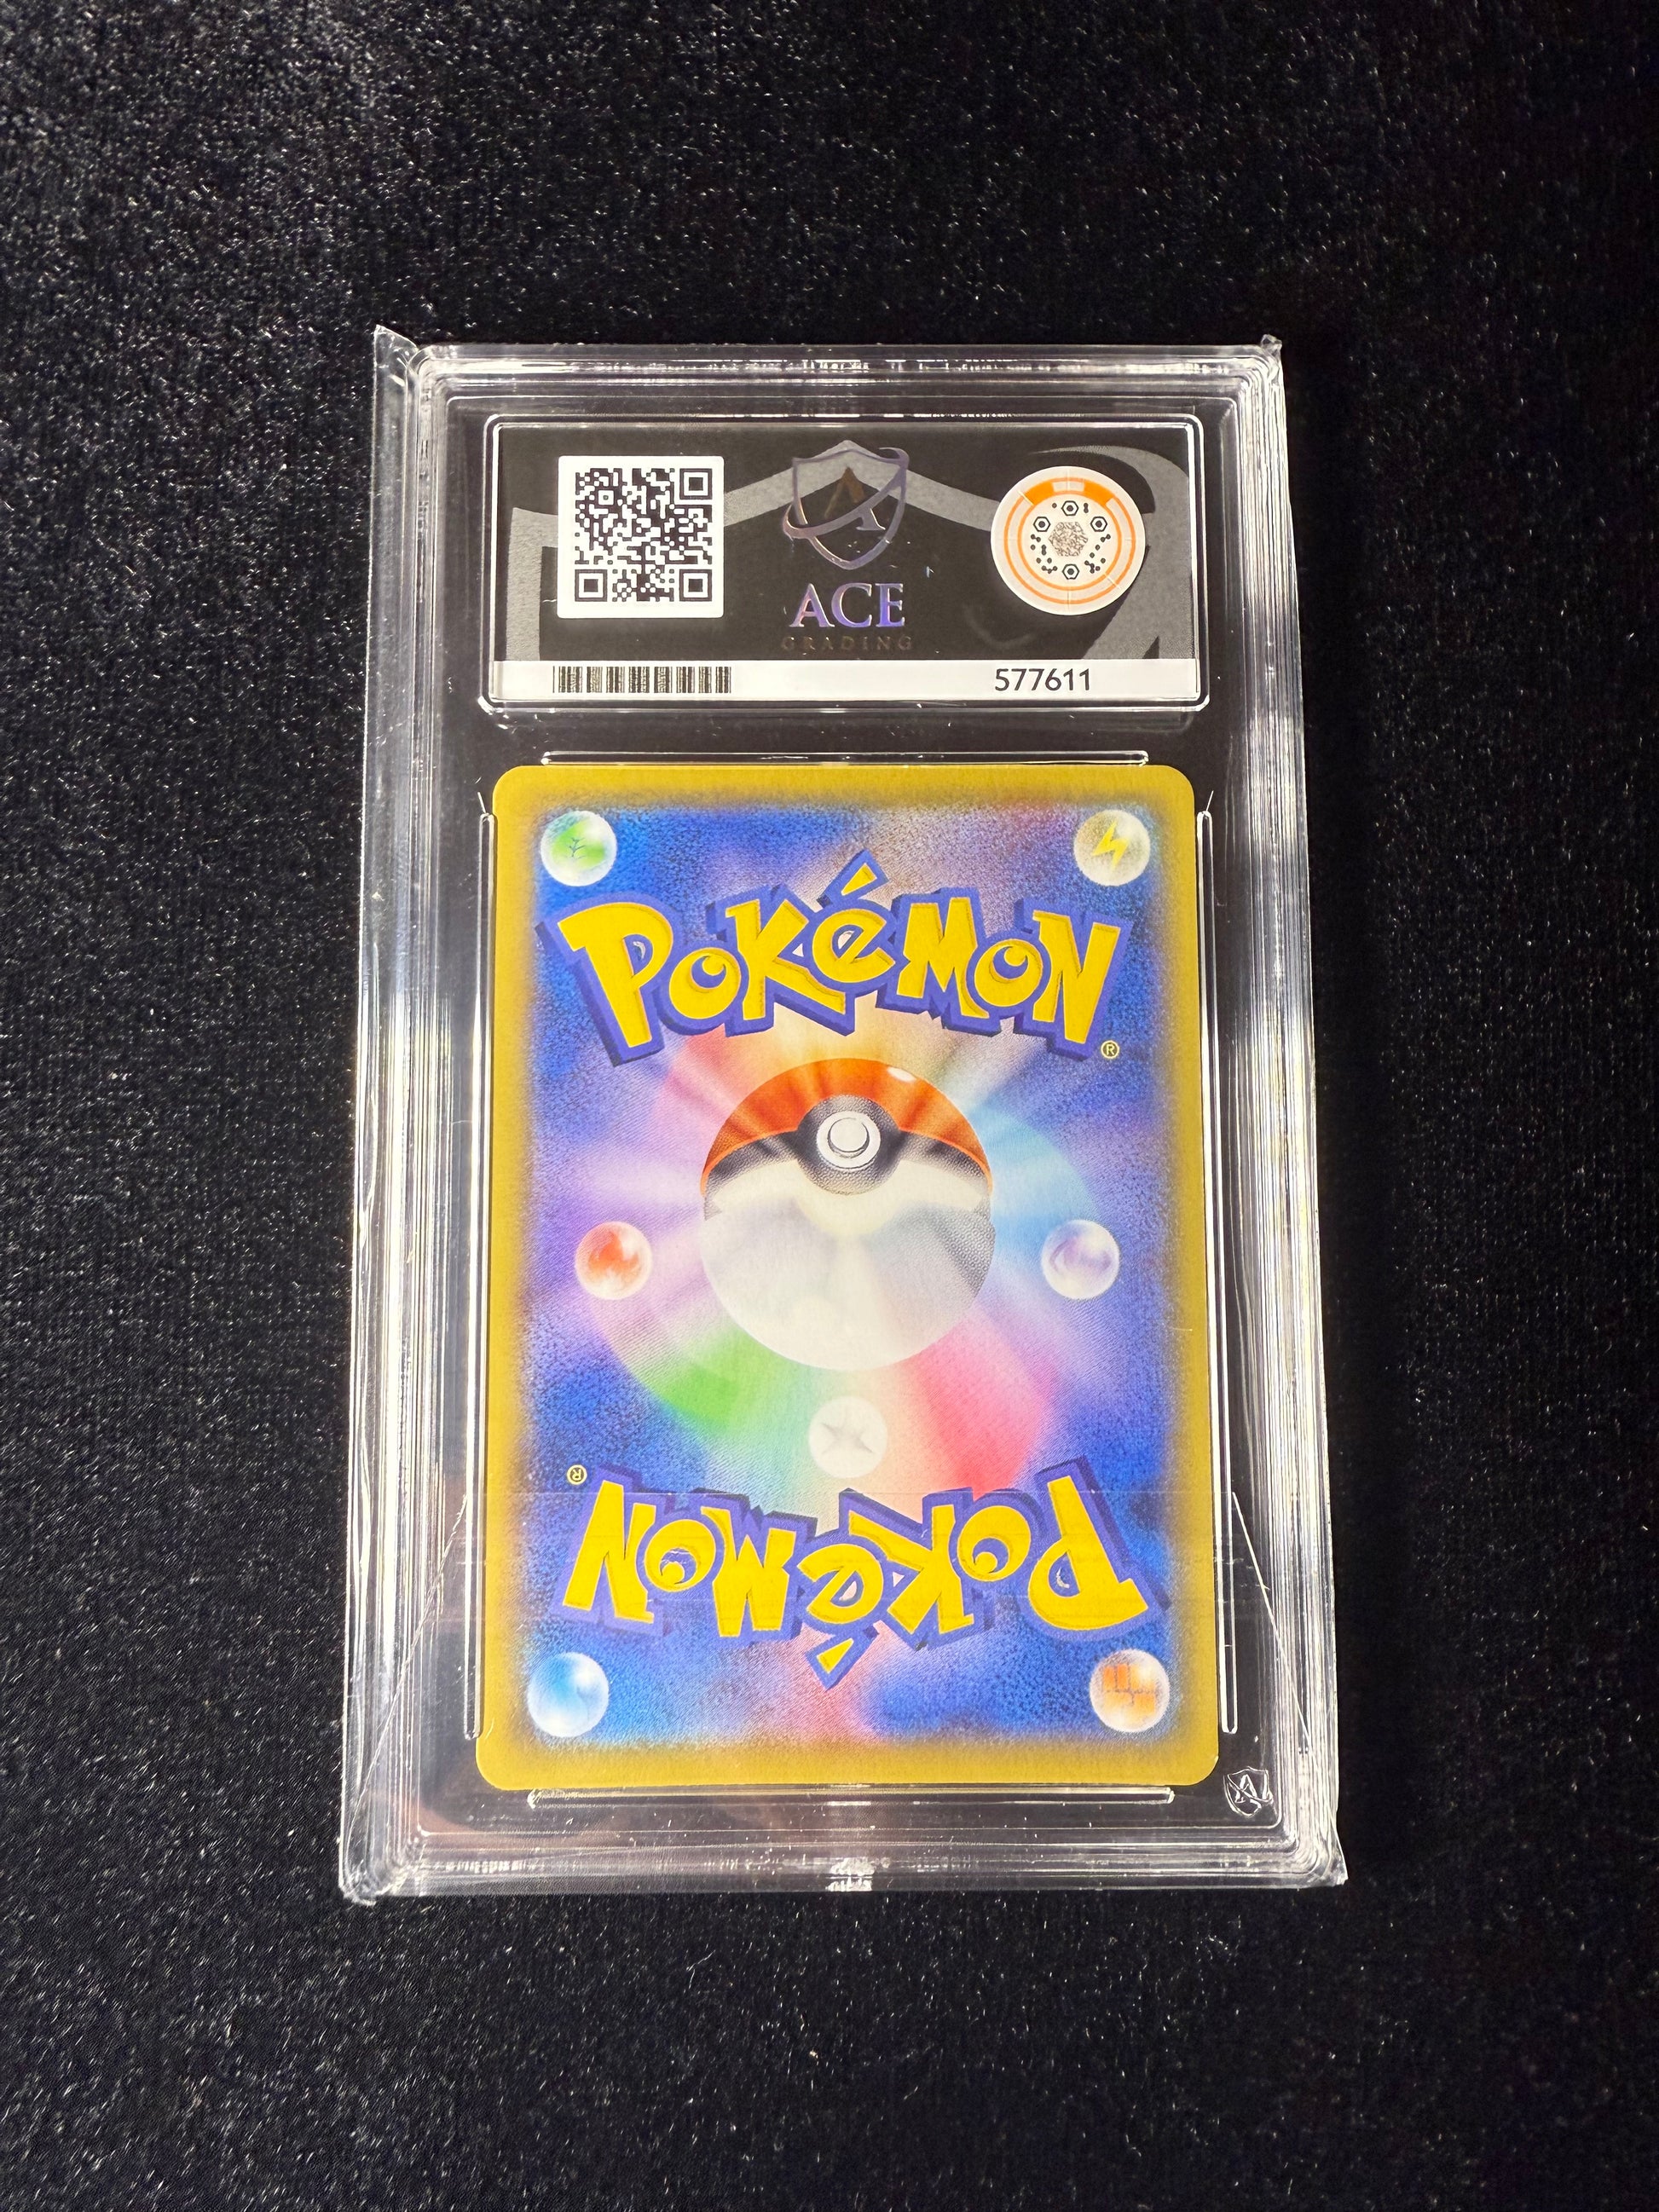 ACE
GRADING
577611
POKéMON
®
®
POKéMON